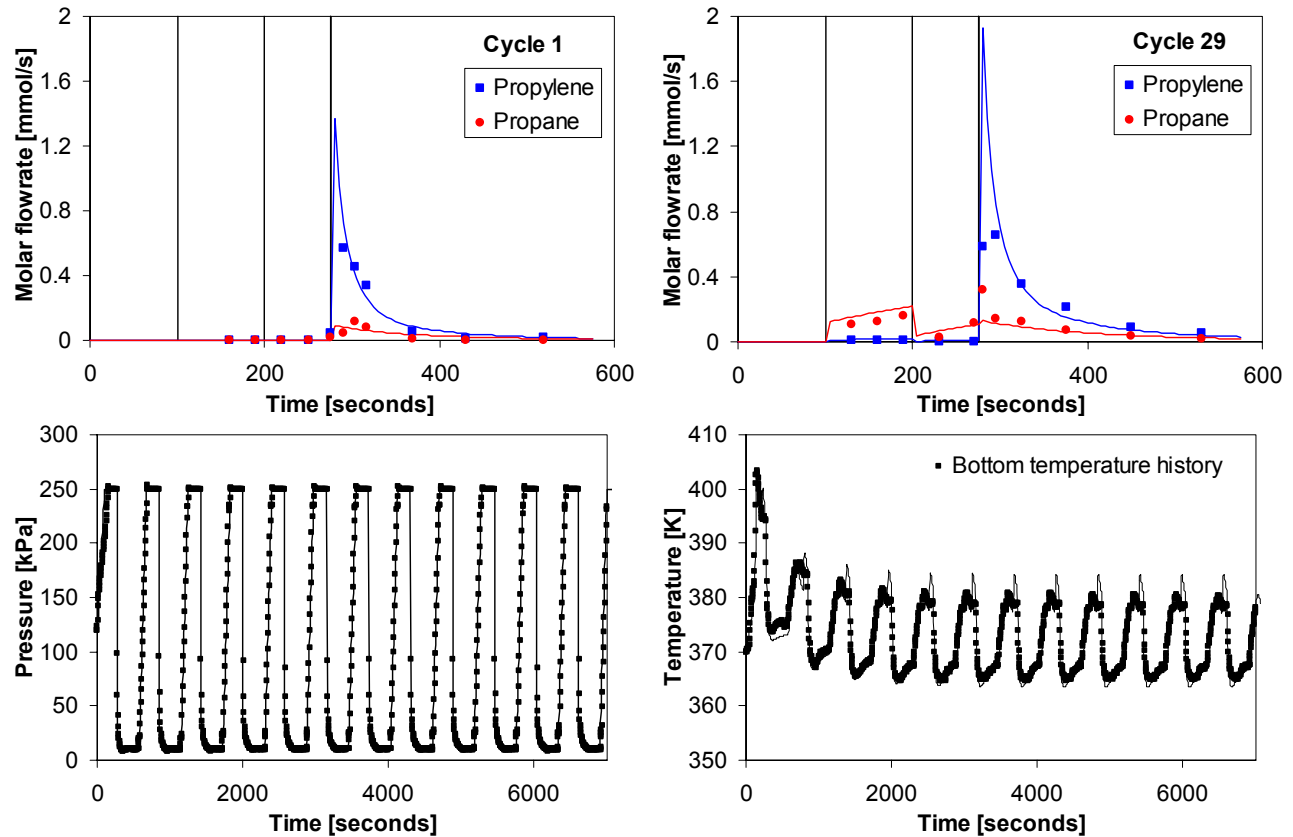 Molar flowrate [mmol/s]
2
1.6
1.2
0.8
0.4
0
0
200
400
600
Time [seconds]
Cycle 1
Propylene
Propane
Molar flowrate [mmol/s]
2
1.6
1.2
0.8
0.4
0
0
200
400
600
Time [seconds]
Cycle 29
Propylene
Propane
Pressure [kPa]
300
250
200
150
100
50
0
0
2000
4000
6000
Time [seconds]
Temperature [K]
410
400
390
380
370
360
350
0
2000
4000
6000
Time [seconds]
Bottom temperature history